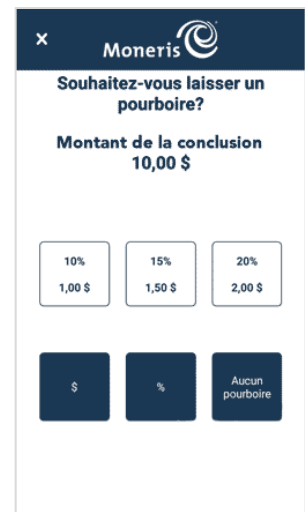 ×
Moneris
Souhaitez-vous laisser un
pourboire?
Montant de la conclusion
10,00 $
10% 15% 20%
1,00 $ 1,50 $ 2,00 $
$ % Aucun
pourboire